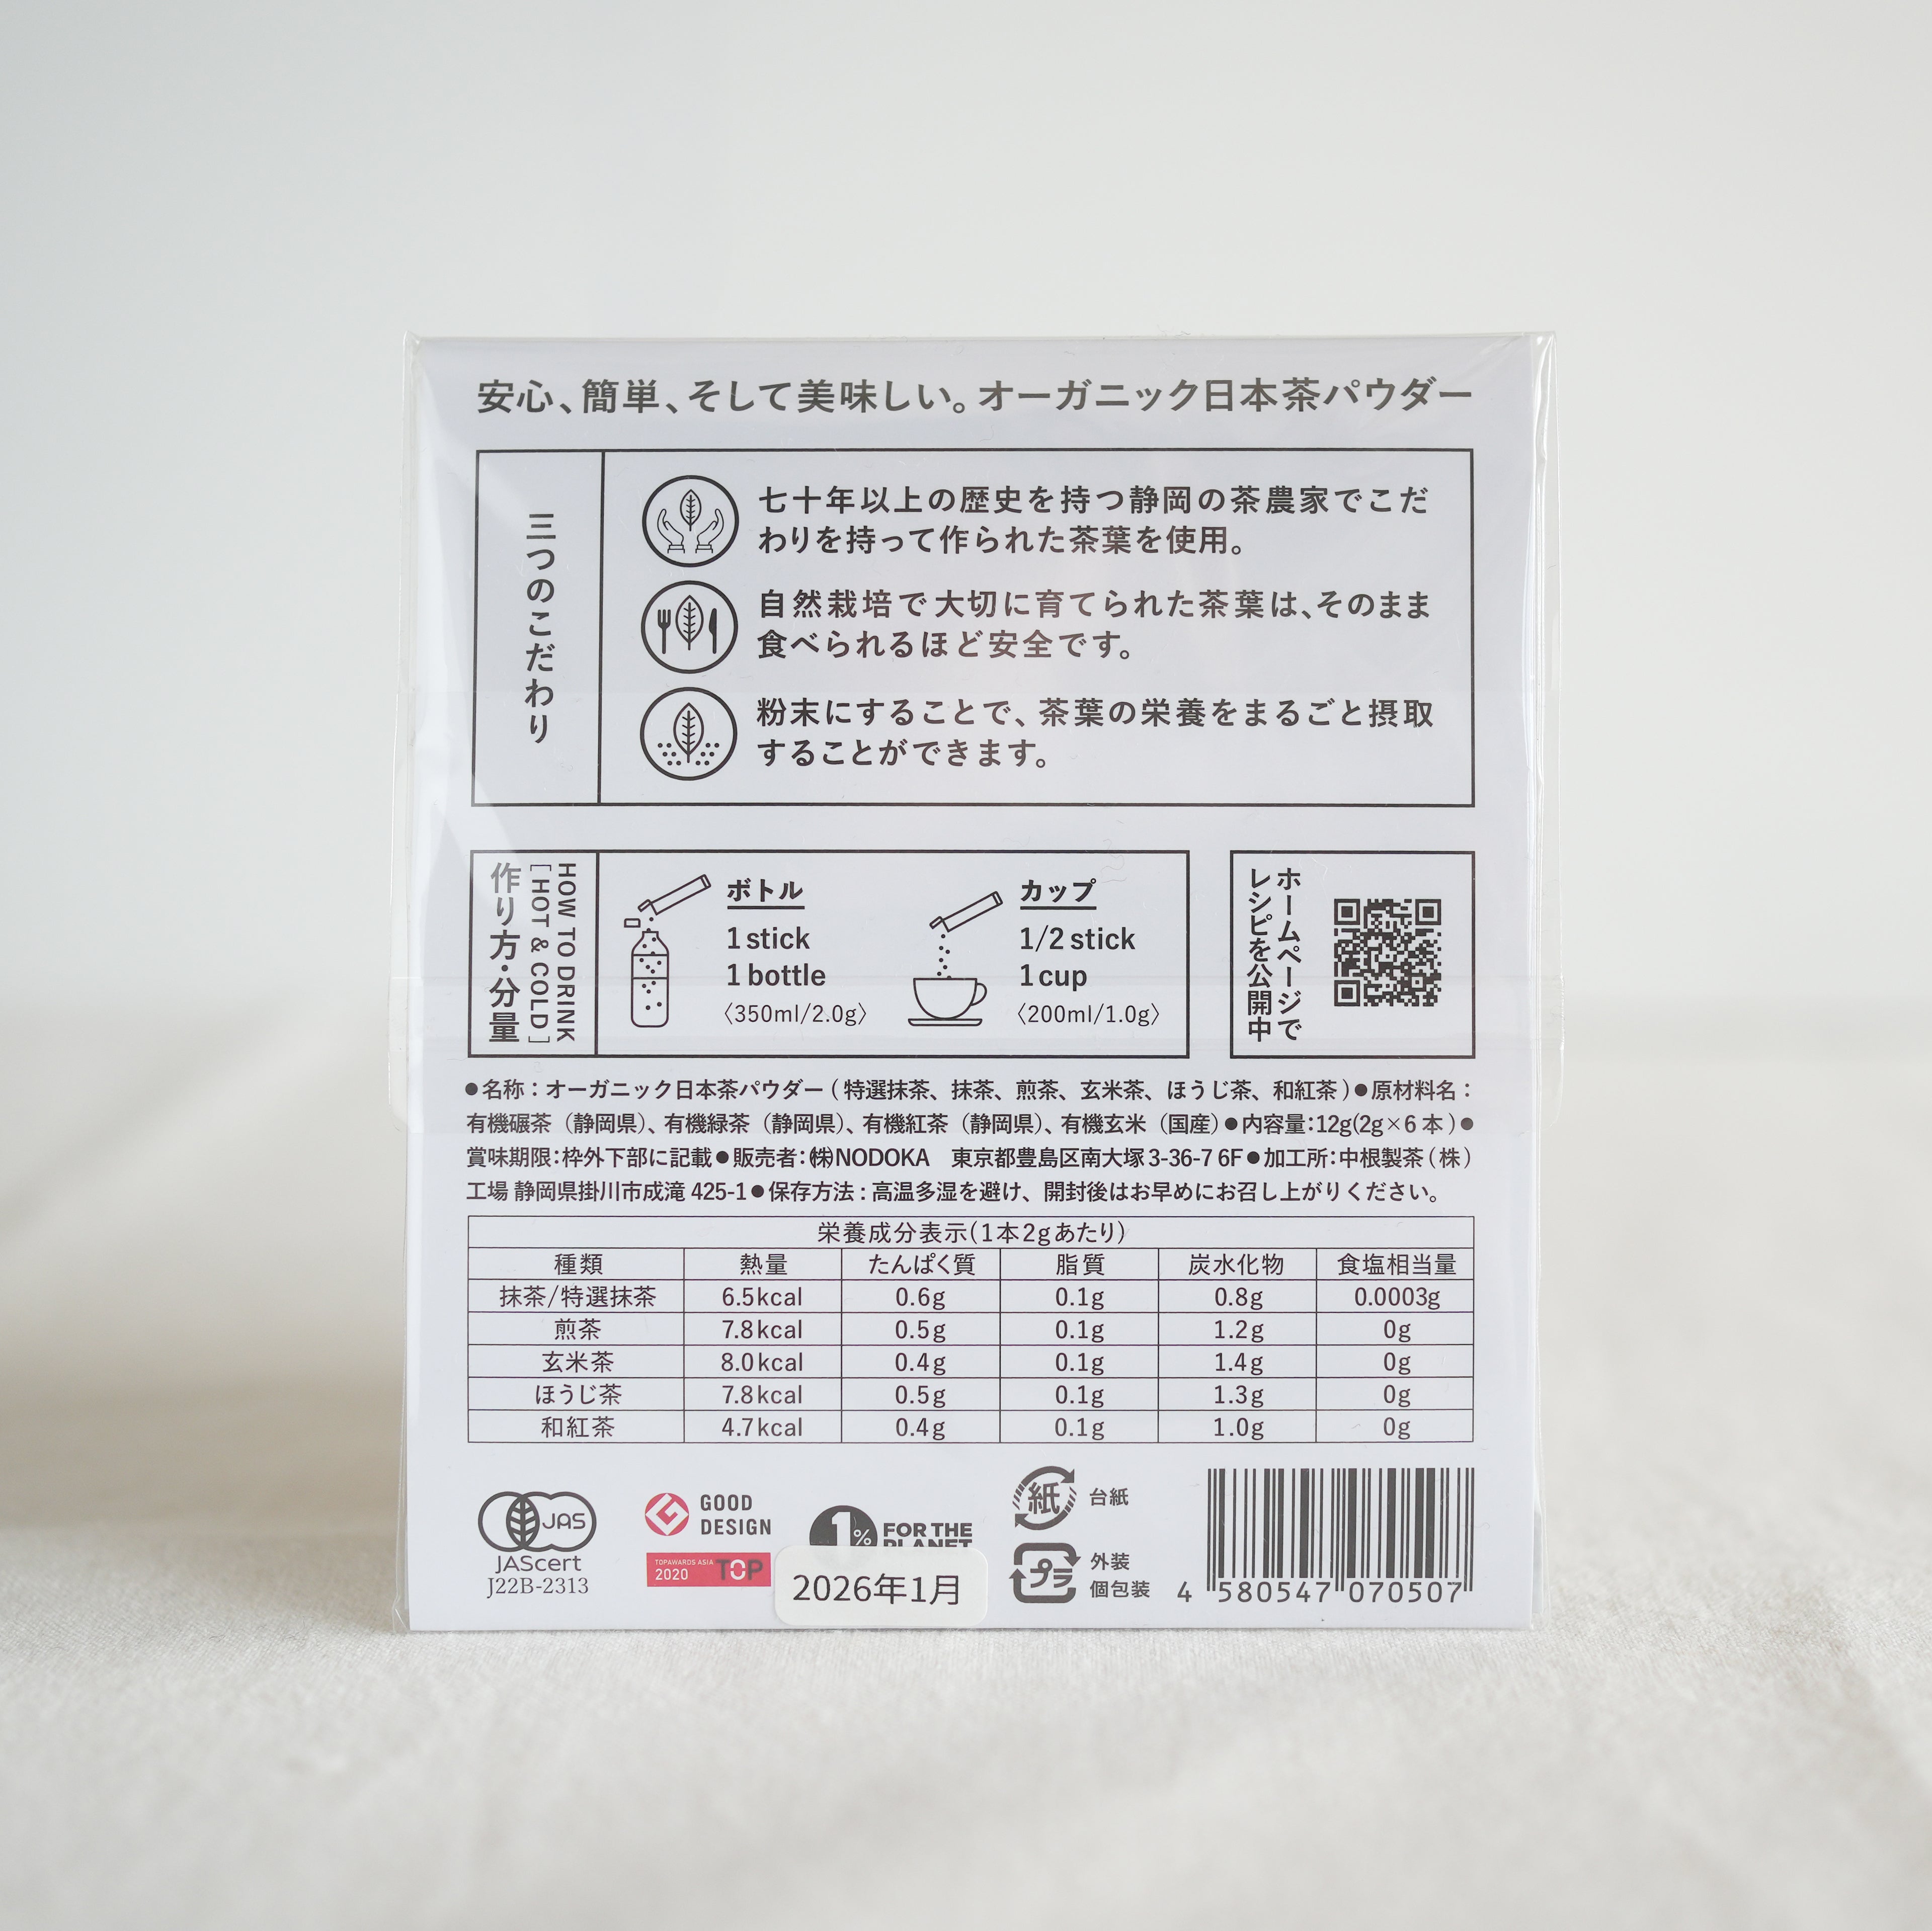 安心、簡単、そして美味しい。オーガニック日本茶パウダー
三つのこだわり
七十年以上の歴史を持つ静岡の茶農家でこだ
わりを持って作られた茶葉を使用。
自然栽培で大切に育てられた茶葉は、そのまま
食べられるほど安全です。
粉末にすることで、茶葉の栄養をまるごと摂取
することができます。
HOW TO DRINK
[HOT & COLD]
作り方・分量
ボトル
1 stick
1 bottle
〈350ml/2.0g〉
カップ
1/2 stick
1 cup
〈200ml/1.0g〉
ホームページで
レシピを公開中
●名称：オーガニック日本茶パウダー（特選抹茶、抹茶、煎茶、玄米茶、ほうじ茶、和紅茶）●原材料名：
有機碾茶（静岡県）、有機緑茶（静岡県）、有機紅茶（静岡県）、有機玄米（国産）●内容量：12g(2g×6本)●
賞味期限：枠外下部に記載●販売者：㈱NODOKA　東京都豊島区南大塚3-36-7 6F●加工所：中根製茶（株）
工場 静岡県掛川市成滝 425-1●保存方法：高温多湿を避け、開封後はお早めにお召し上がりください。
栄養成分表示（1本2gあたり）
種類 熱量 たんぱく質 脂質 炭水化物 食塩相当量
抹茶/特選抹茶 6.5kcal 0.6g 0.1g 0.8g 0.0003g
煎茶 7.8kcal 0.5g 0.1g 1.2g 0g
玄米茶 8.0kcal 0.4g 0.1g 1.4g 0g
ほうじ茶 7.8kcal 0.5g 0.1g 1.3g 0g
和紅茶 4.7kcal 0.4g 0.1g 1.0g 0g
JAS
JAScert
J22B-2313
GOOD
DESIGN
TOPAWARDS ASIA
2020
TOP
1%
FOR THE
PLANET
2026年1月
紙
台紙
プラ
外装
個包装
4 580547 070507